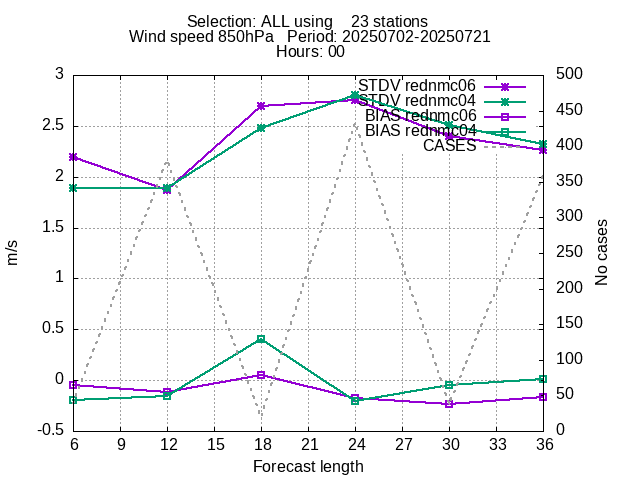 Selection: ALL using 23 stations
Wind speed 850hPa Period: 20250702-20250721
Hours: 00
STDV rednmc06
STDV rednmc04
BIAS rednmc06
BIAS rednmc04
CASES
3
2.5
2
1.5
1
0.5
0
-0.5
m/s
500
450
400
350
300
250
200
150
100
50
0
No cases
6 9 12 15 18 21 24 27 30 33 36
Forecast length